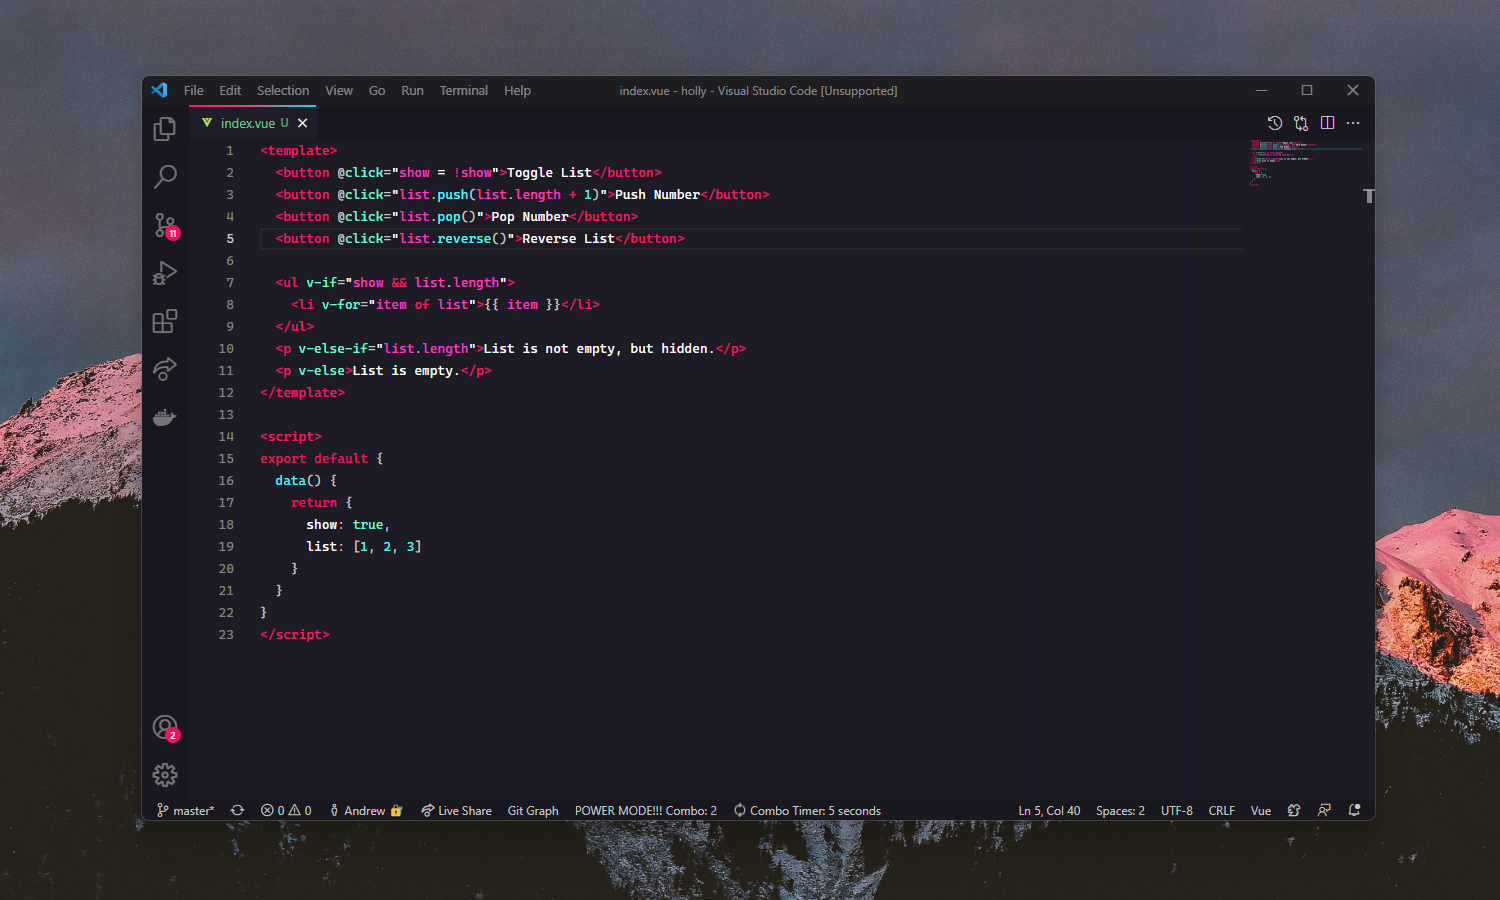 File Edit Selection View Go Run Terminal Help index.vue - holly - Visual Studio Code [Unsupported]
index.vue U
1 <template>
2 <button @click="show = !show">Toggle List</button>
3 <button @click="list.push(list.length + 1)">Push Number</button>
4 <button @click="list.pop()">Pop Number</button>
5 <button @click="list.reverse()">Reverse List</button>
6
7 <ul v-if="show && list.length">
8 <li v-for="item of list">{{ item }}</li>
9 </ul>
10 <p v-else-if="list.length">List is not empty, but hidden.</p>
11 <p v-else>List is empty.</p>
12 </template>
13
14 <script>
15 export default {
16 data() {
17 return {
18 show: true,
19 list: [1, 2, 3]
20 }
21 }
22 }
23 </script>
11
2
master* 0 0 Andrew Live Share Git Graph POWER MODE!!! Combo: 2 Combo Timer: 5 seconds Ln 5, Col 40 Spaces: 2 UTF-8 CRLF Vue